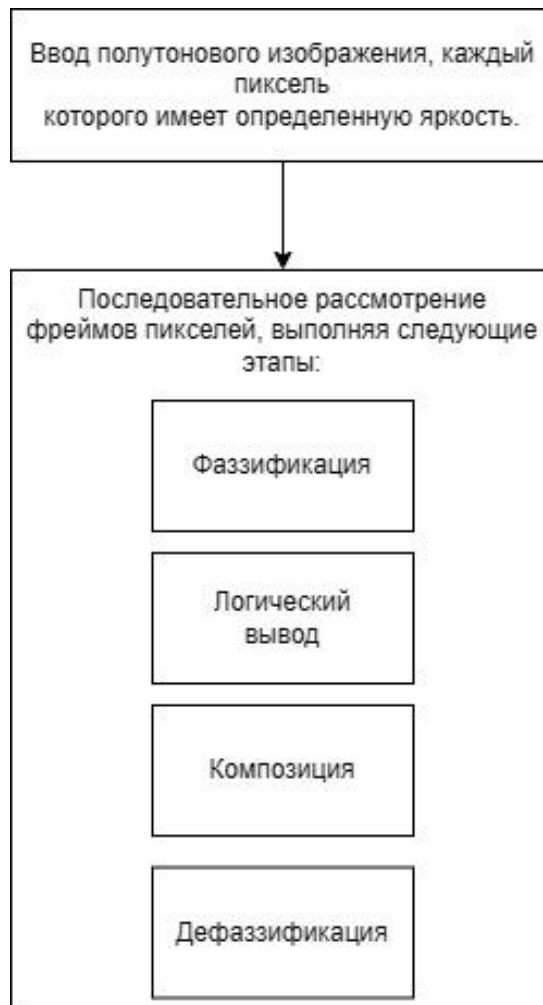 Ввод полутонового изображения, каждый
пиксель
которого имеет определенную яркость.
Последовательное рассмотрение
фреймов пикселей, выполняя следующие
этапы:
Фаззификация
Логический
вывод
Композиция
Дефаззификация